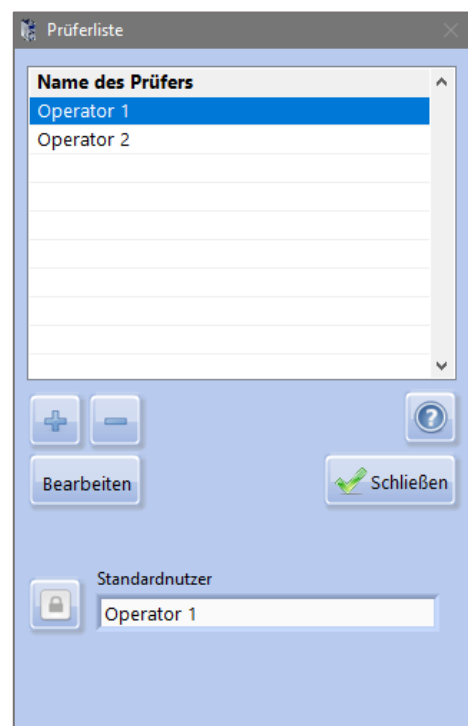 Prüferliste
Name des Prüfers
Operator 1
Operator 2
Bearbeiten
Schließen
Standardnutzer
Operator 1